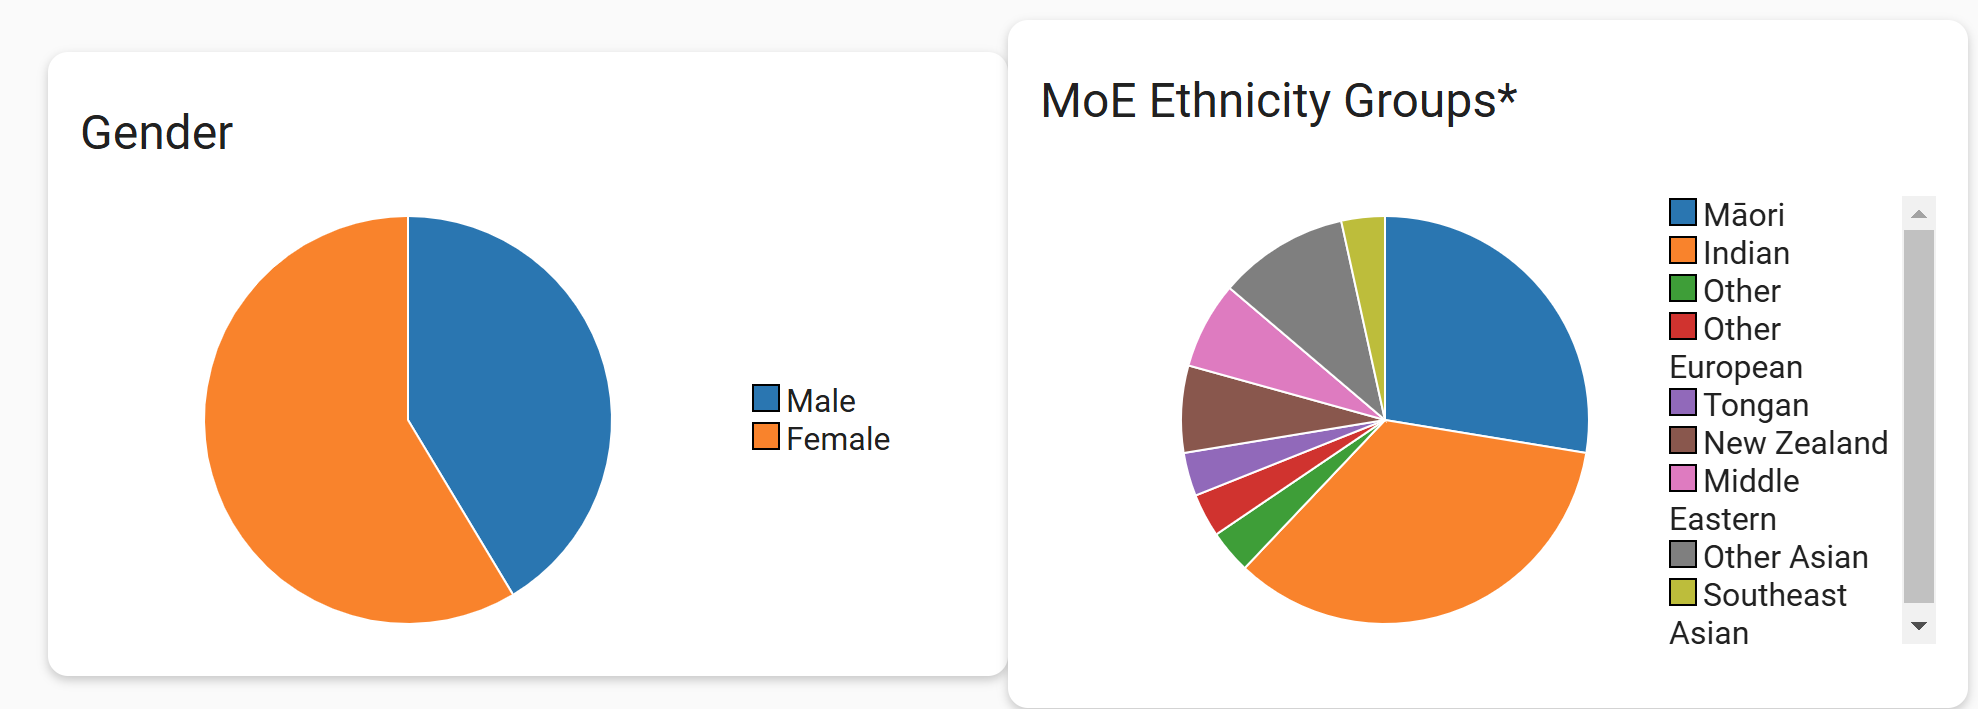 Gender
Male
Female
MoE Ethnicity Groups*
Māori
Indian
Other
Other
European
Tongan
New Zealand
Middle
Eastern
Other Asian
Southeast
Asian